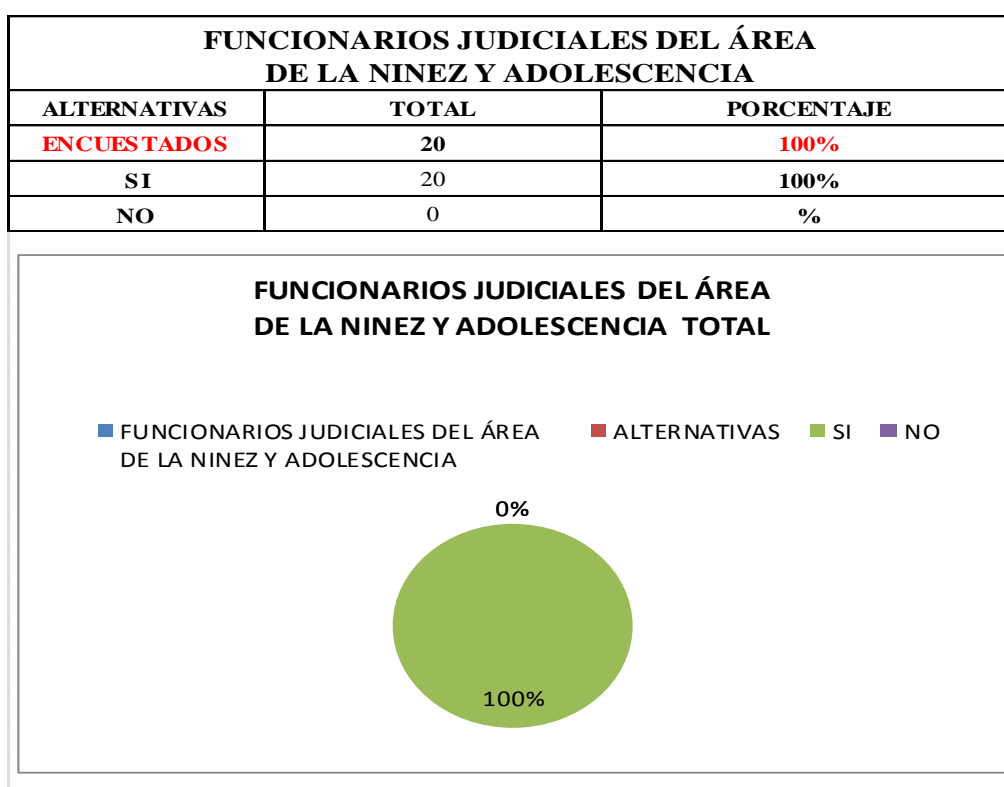 FUNCIONARIOS JUDICIALES DEL ÁREA
DE LA NINEZ Y ADOLESCENCIA
ALTERNATIVAS TOTAL PORCENTAJE
ENCUESTADOS 20 100%
SI 20 100%
NO 0 %
FUNCIONARIOS JUDICIALES DEL ÁREA
DE LA NINEZ Y ADOLESCENCIA TOTAL
FUNCIONARIOS JUDICIALES DEL ÁREA ALTERNATIVAS SI NO
DE LA NINEZ Y ADOLESCENCIA
0%
100%